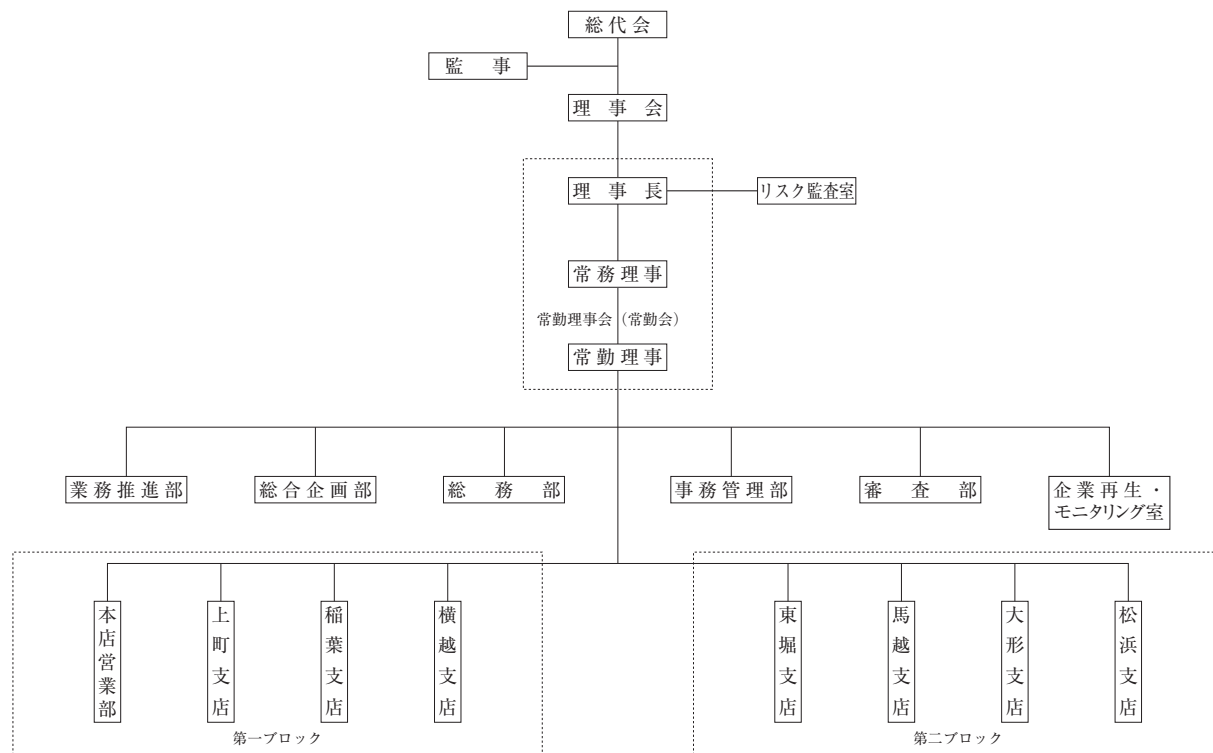 総代会
監事
理事会
理事長
リスク監査室
常務理事
常勤理事会（常勤会）
常勤理事
業務推進部
総合企画部
総務部
事務管理部
審査部
企業再生・
モニタリング室
本店営業部
上町支店
稲葉支店
横越支店
東堀支店
馬越支店
大形支店
松浜支店
第一ブロック
第二ブロック